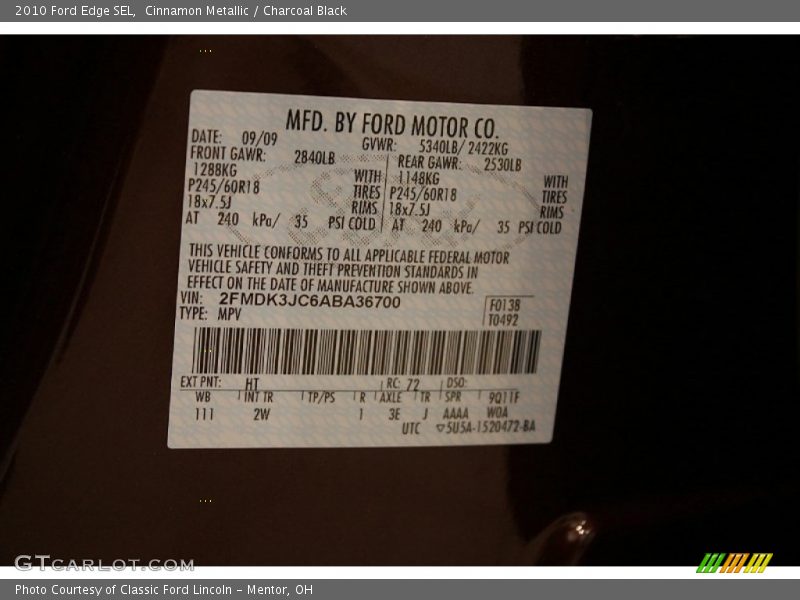 2010 Ford Edge SEL,  Cinnamon Metallic / Charcoal Black
MFD. BY FORD MOTOR CO.
DATE: 09/09 GVWR: 5340LB/ 2422KG
FRONT GAWR: 2840LB REAR GAWR: 2530LB
1288KG WITH 1148KG WITH
P245/60R18 TIRES P245/60R18 TIRES
18x7.5J RIMS 18x7.5J RIMS
AT 240 kPa/ 35 PSI COLD AT 240 kPa/ 35 PSI COLD
THIS VEHICLE CONFORMS TO ALL APPLICABLE FEDERAL MOTOR
VEHICLE SAFETY AND THEFT PREVENTION STANDARDS IN
EFFECT ON THE DATE OF MANUFACTURE SHOWN ABOVE.
VIN: 2FMDK3JC6ABA36700 F0138
TYPE: MPV T0492
EXT PNT: HT RC: 72 DSO:
WB INT TR TP/PS R AXLE TR SPR 9Q11F
111 2W 1 3E J AAAA W0A
UTC ▽5U5A-1520472-BA
GTCARLOT.COM
Photo Courtesy of Classic Ford Lincoln – Mentor, OH